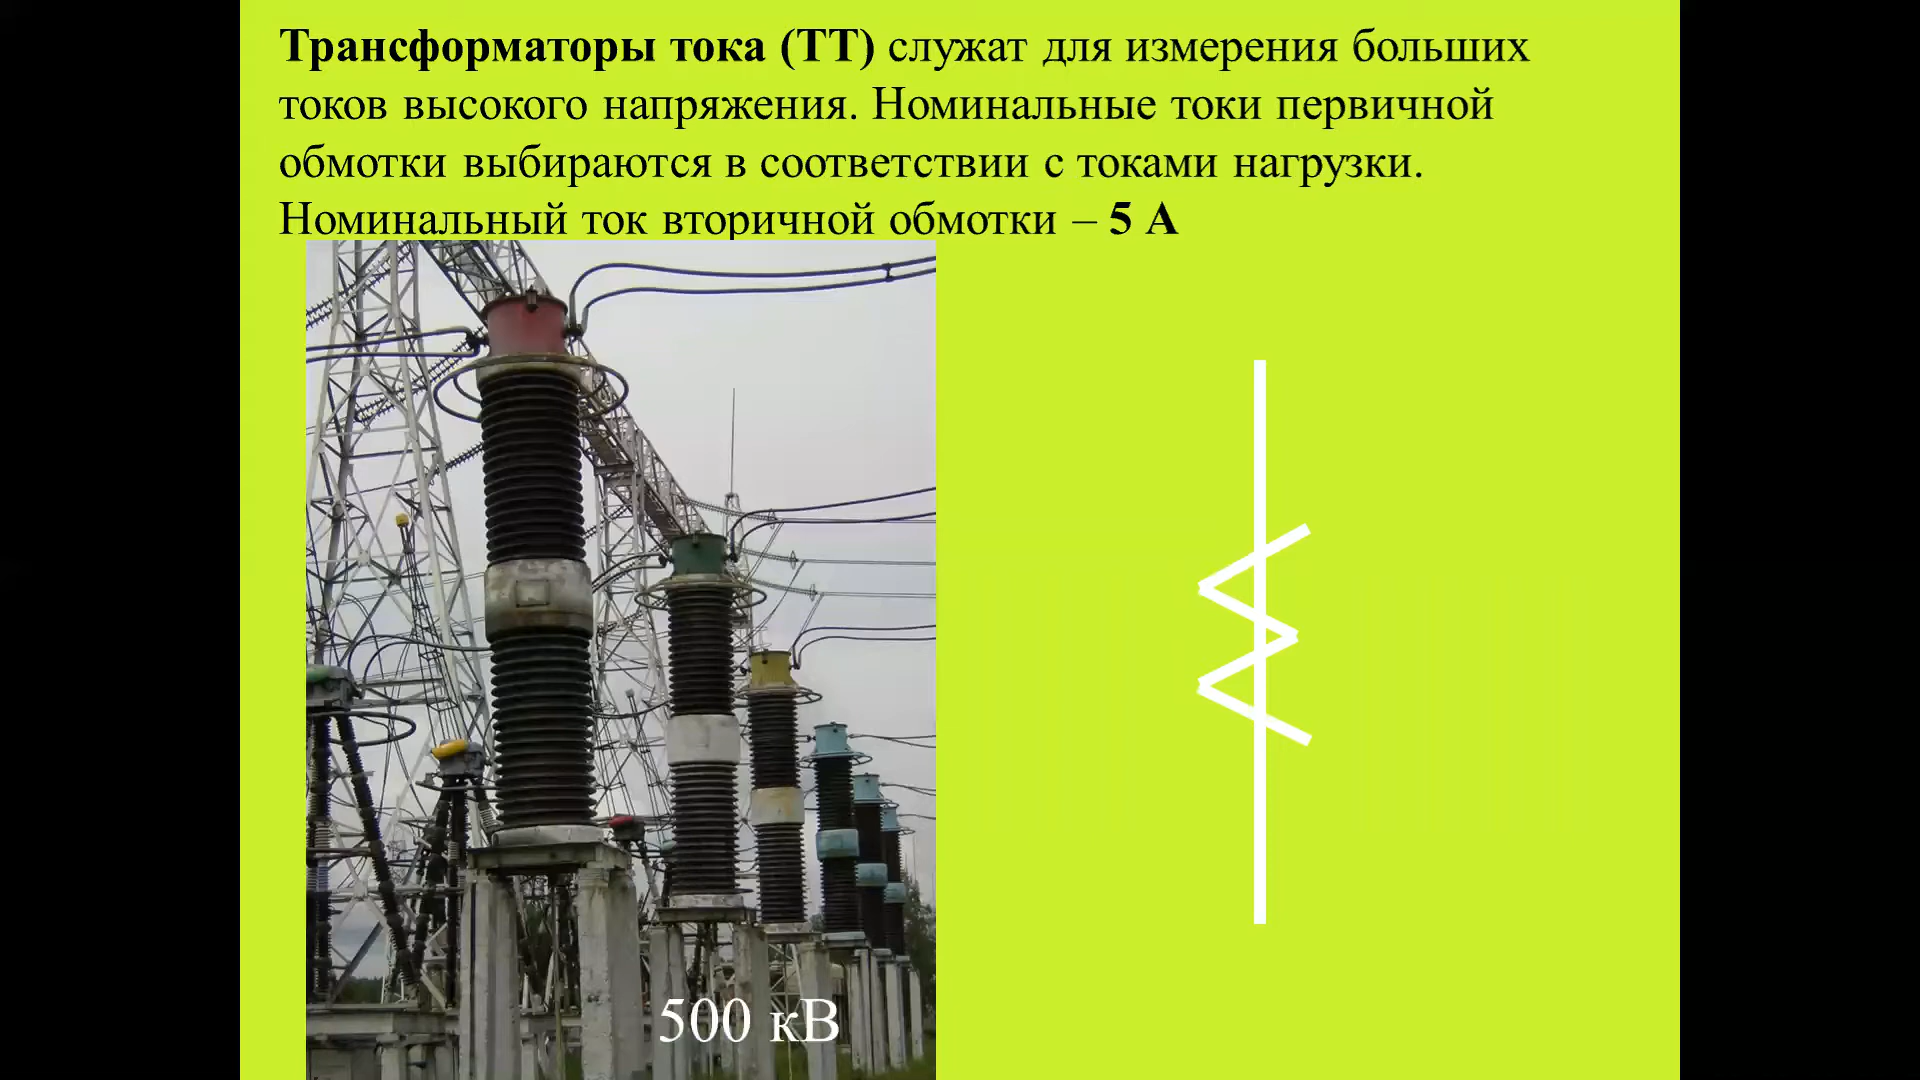 Трансформаторы тока (ТТ) служат для измерения больших
токов высокого напряжения. Номинальные токи первичной
обмотки выбираются в соответствии с токами нагрузки.
Номинальный ток вторичной обмотки – 5 А
500 кВ